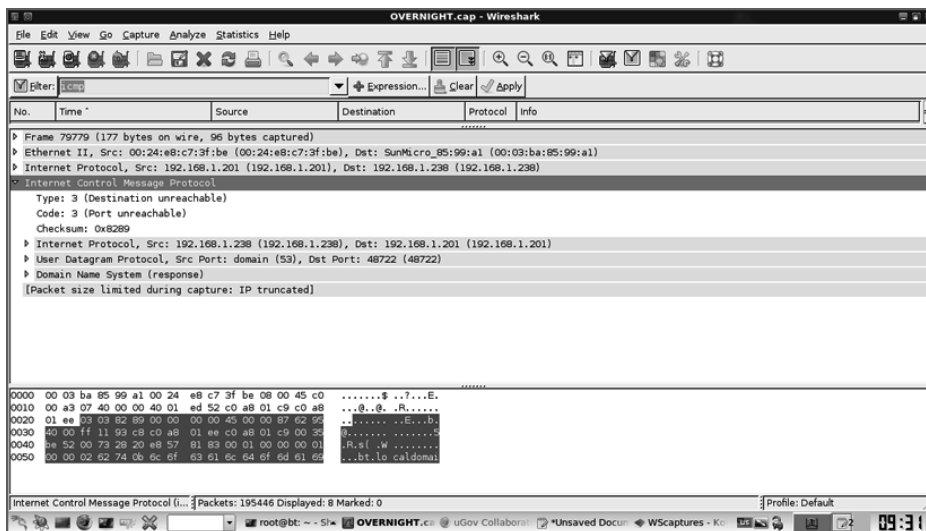 OVERNIGHT.cap - Wireshark
File Edit View Go Capture Analyze Statistics Help
Filter: icmp Expression... Clear Apply
No. Time Source Destination Protocol Info
Frame 79779 (177 bytes on wire, 96 bytes captured)
Ethernet II, Src: 00:24:e8:c7:3f:be (00:24:e8:c7:3f:be), Dst: SunMicro_85:99:a1 (00:03:ba:85:99:a1)
Internet Protocol, Src: 192.168.1.201 (192.168.1.201), Dst: 192.168.1.238 (192.168.1.238)
Internet Control Message Protocol
Type: 3 (Destination unreachable)
Code: 3 (Port unreachable)
Checksum: 0x8289
Internet Protocol, Src: 192.168.1.238 (192.168.1.238), Dst: 192.168.1.201 (192.168.1.201)
User Datagram Protocol, Src Port: domain (53), Dst Port: 48722 (48722)
Domain Name System (response)
[Packet size limited during capture: IP truncated]
0000 00 03 ba 85 99 a1 00 24 e8 c7 3f be 08 00 45 c0 .......$ ..?...E.
0010 00 a3 07 40 00 00 40 01 ed 52 c0 a8 01 c9 c0 a8 ...@..@. .R......
0020 01 ee 03 03 82 89 00 00 00 00 45 00 00 87 62 95 ........ ..E...b.
0030 40 00 ff 11 93 c8 c0 a8 01 ee c0 a8 01 c9 00 35 @....... .......5
0040 be 52 00 73 28 20 e8 57 81 83 00 01 00 00 00 01 .R.s( .W ........
0050 00 00 02 62 74 0b 6c 6f 63 61 6c 64 6f 6d 61 69 ...bt.lo caldomai
Internet Control Message Protocol (i... Packets: 195446 Displayed: 8 Marked: 0 Profile: Default
root@bt: ~ - She OVERNIGHT.ca uGov Collaborat *Unsaved Docun WScaptures - Ko 2 09:31